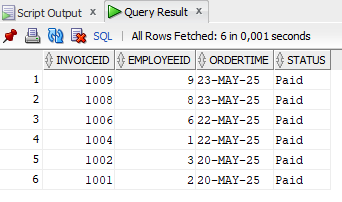 Script Output × Query Result ×
SQL | All Rows Fetched: 6 in 0,001 seconds
INVOICEID EMPLOYEEID ORDERTIME STATUS
1 1009 9 23-MAY-25 Paid
2 1008 8 23-MAY-25 Paid
3 1006 6 22-MAY-25 Paid
4 1004 1 22-MAY-25 Paid
5 1002 3 20-MAY-25 Paid
6 1001 2 20-MAY-25 Paid